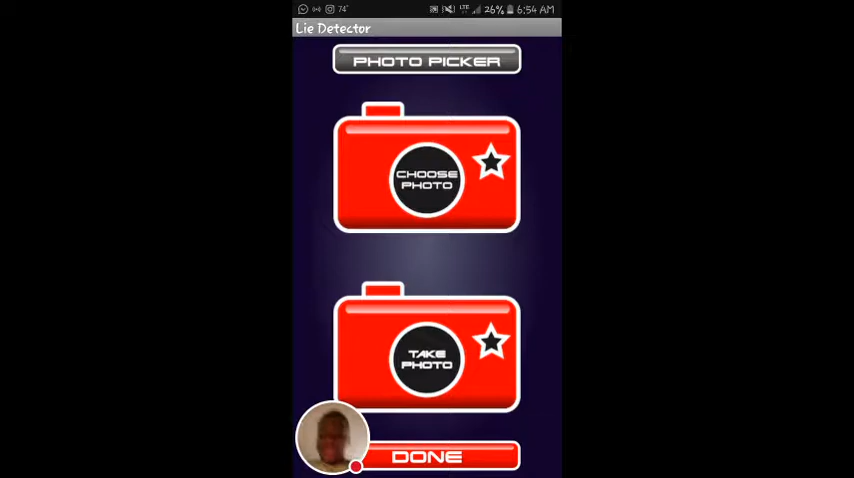 74°
LTE
26%
6:54 AM
Lie Detector
PHOTO PICKER
CHOOSE
PHOTO
TAKE
PHOTO
DONE